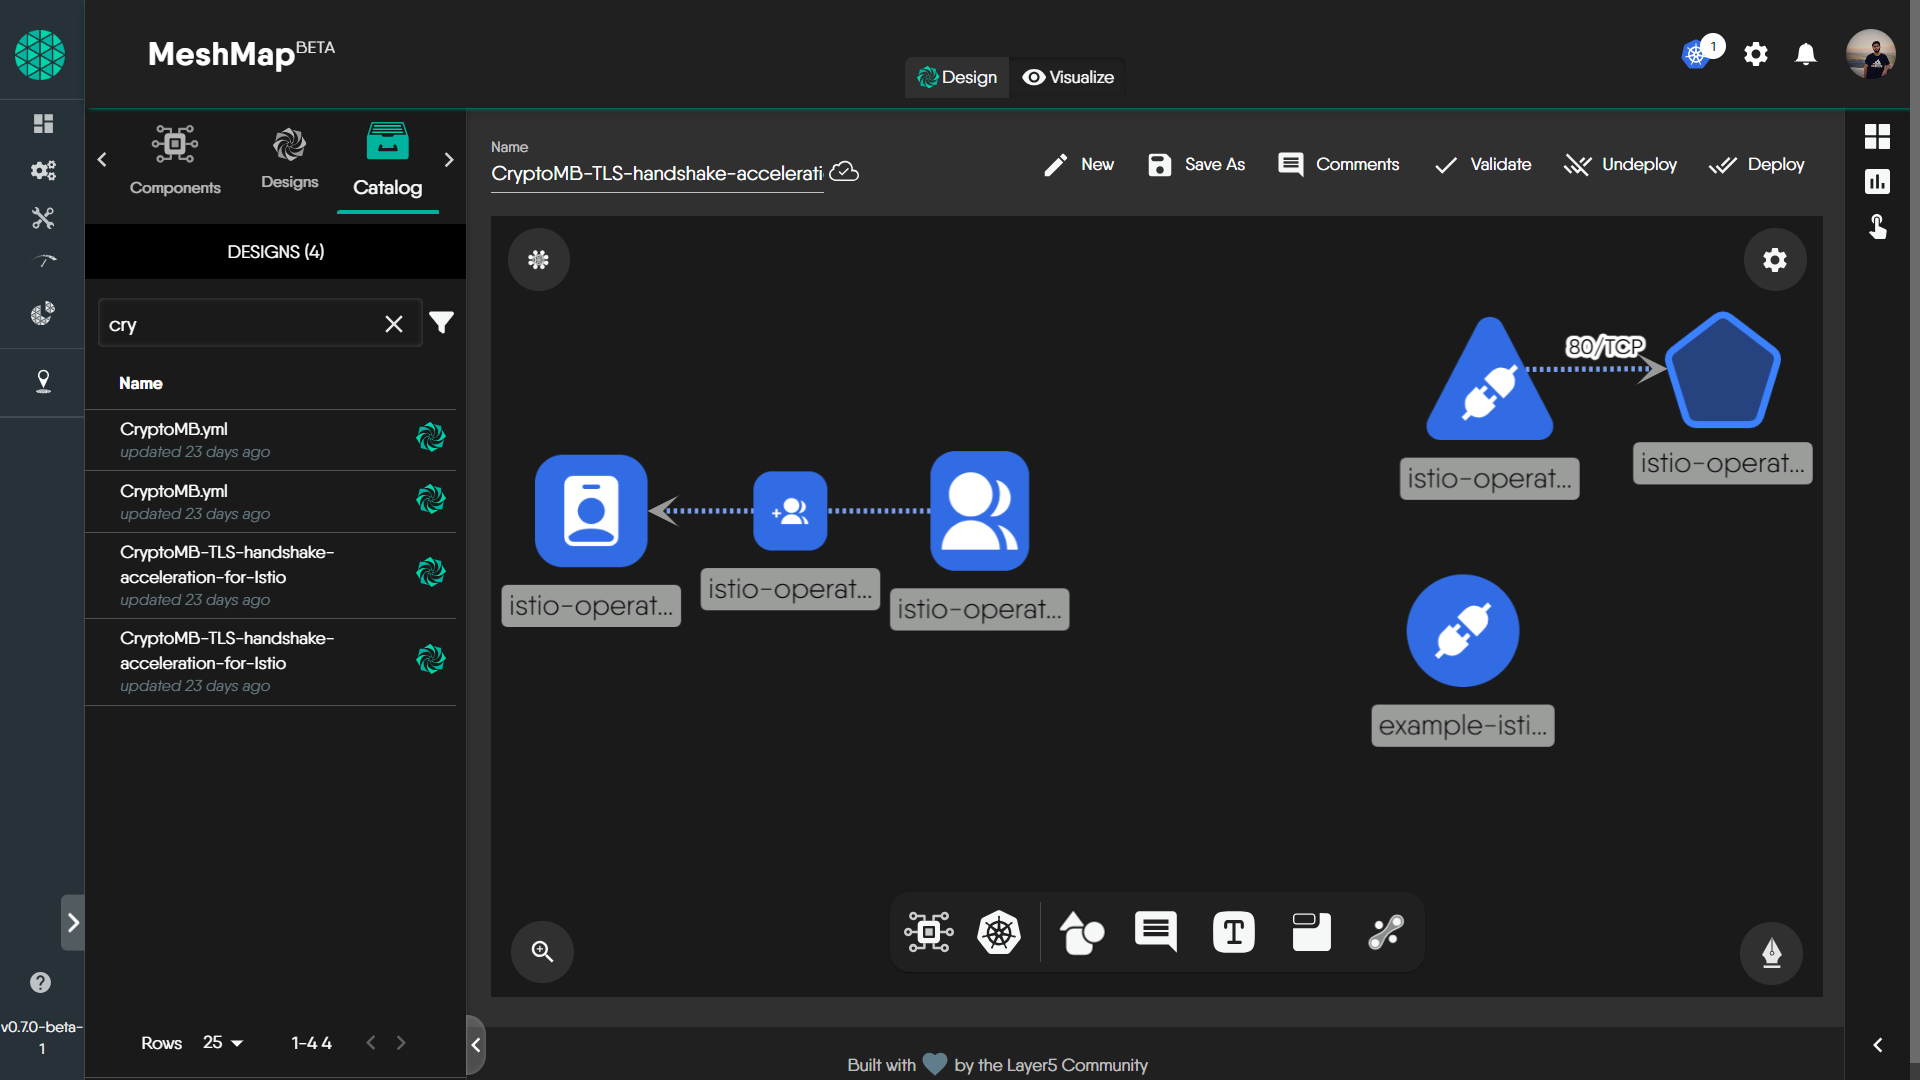 MeshMapBETA
1
Design
Visualize
Components
Designs
Catalog
DESIGNS (4)
cry
Name
CryptoMB.yml
updated 23 days ago
CryptoMB.yml
updated 23 days ago
CryptoMB-TLS-handshake-
acceleration-for-Istio
updated 23 days ago
CryptoMB-TLS-handshake-
acceleration-for-Istio
updated 23 days ago
Rows 25 1-4 4
v0.7.0-beta-
1
Name
CryptoMB-TLS-handshake-accelerati
New
Save As
Comments
Validate
Undeploy
Deploy
80/TCP
istio-operat...
istio-operat...
istio-operat...
istio-operat...
istio-operat...
example-isti...
T
Built with by the Layer5 Community